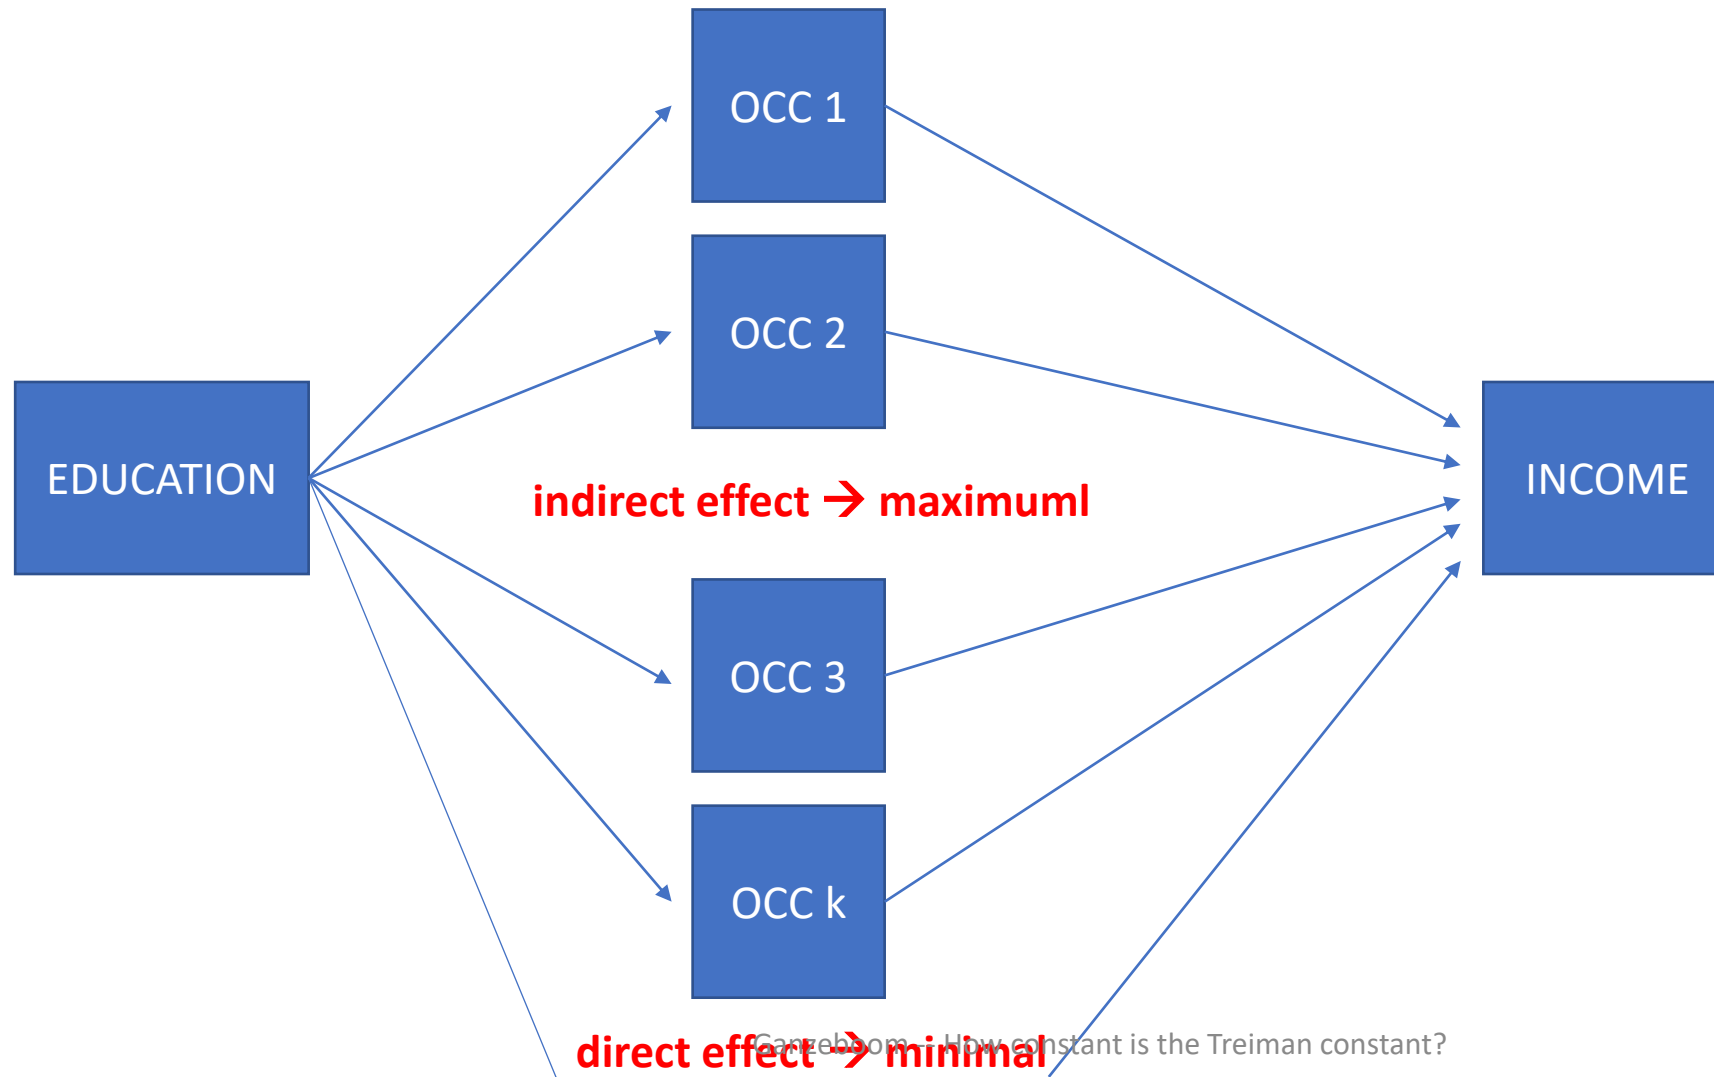 OCC 1
OCC 2
EDUCATION
indirect effect → maximuml
INCOME
OCC 3
OCC k
direct effect → minimal
Ganzeboom -- How constant is the Treiman constant?